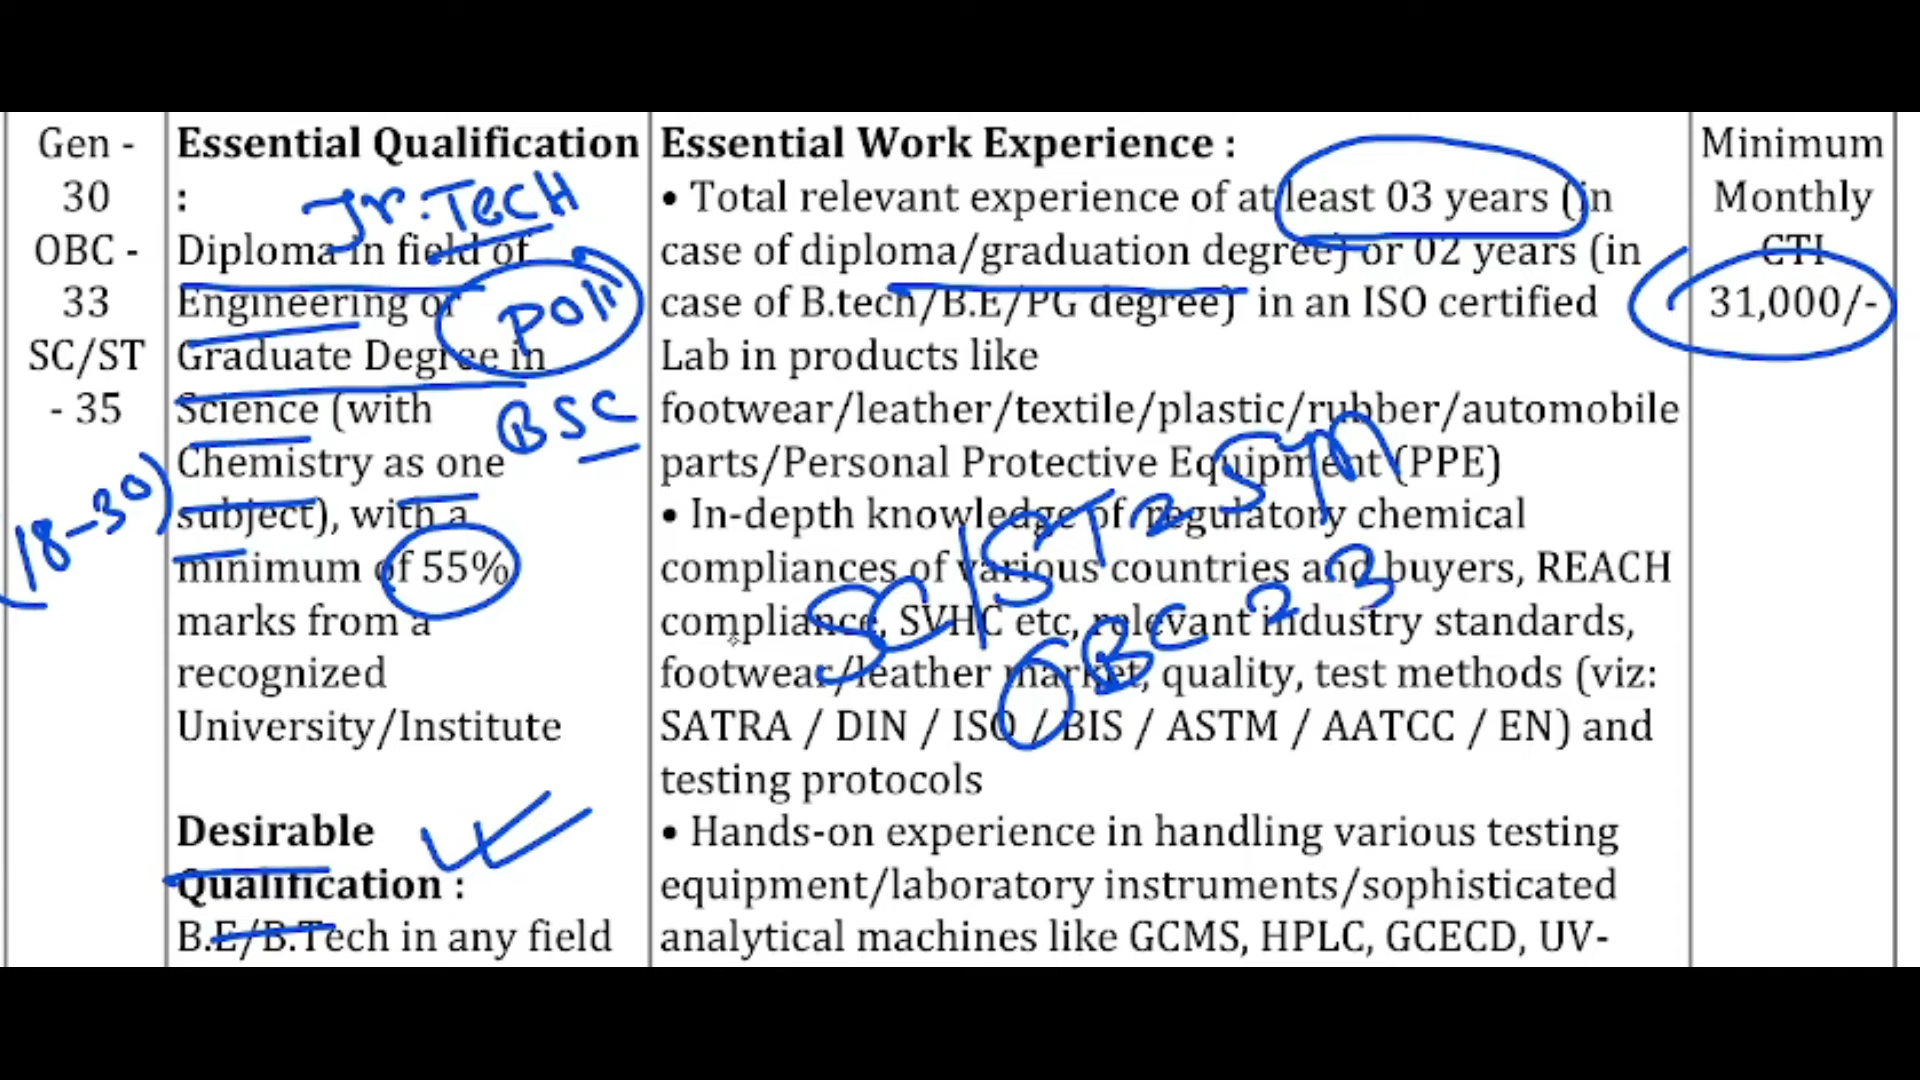 Gen -
30
OBC -
33
SC/ST
- 35
(18-30)
Essential Qualification
:
Jr. TECH
Diploma in field of
Engineering or
POLY
Graduate Degree in
Science (with
BSC
Chemistry as one
subject), with a
minimum of 55%
marks from a
recognized
University/Institute
Desirable
Qualification :
B.E/B.Tech in any field
Essential Work Experience :
• Total relevant experience of at least 03 years (in
case of diploma/graduation degree) or 02 years (in
case of B.tech/B.E/PG degree) in an ISO certified
Lab in products like
footwear/leather/textile/plastic/rubber/automobile
parts/Personal Protective Equipment (PPE)
• In-depth knowledge of regulatory chemical
compliances of various countries and buyers, REACH
compliance, SVHC etc, relevant industry standards,
footwear/leather market, quality, test methods (viz:
SATRA / DIN / ISO / BIS / ASTM / AATCC / EN) and
testing protocols
• Hands-on experience in handling various testing
equipment/laboratory instruments/sophisticated
analytical machines like GCMS, HPLC, GCECD, UV-
SC/ST 2 5
OBC 2 3
Minimum
Monthly
CTI
31,000/-